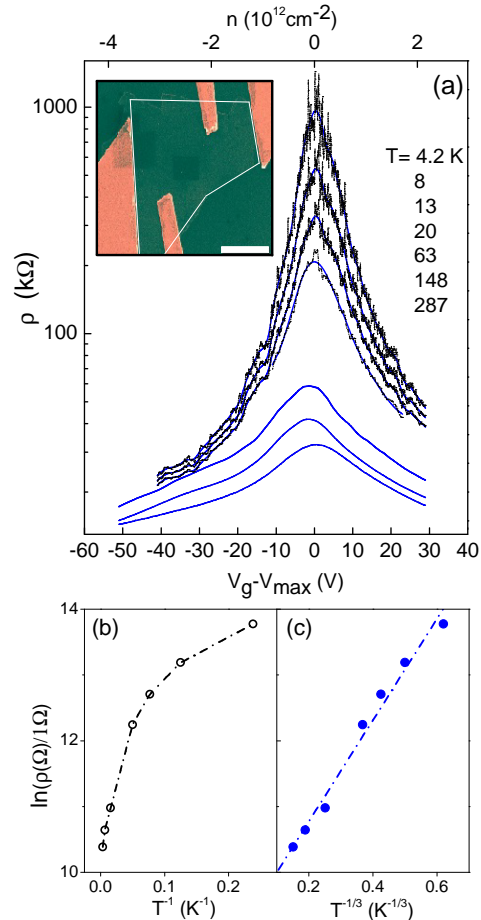 n (10¹²cm-²)
-4 -2 0 2
(a)
1000
100
ρ (kΩ)
T= 4.2 K
8
13
20
63
148
287
-60 -50 -40 -30 -20 -10 0 10 20 30 40
Vg-Vmax (V)
(b)
(c)
14
12
10
ln(ρ(Ω)/1Ω)
0.0 0.1 0.2
0.2 0.4 0.6
T⁻¹ (K⁻¹)
T⁻¹/³ (K⁻¹/³)